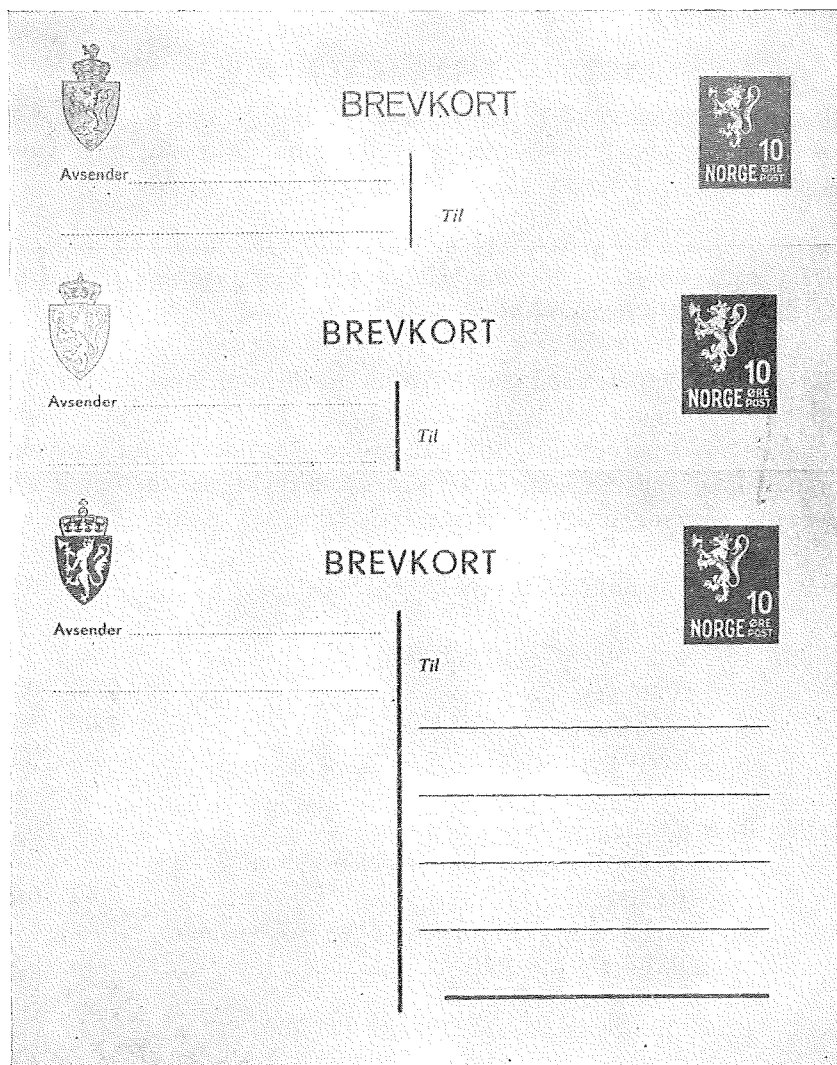 BREVKORT
10
NORGE ØRE POST
Avsender
Til
BREVKORT
10
NORGE ØRE POST
Avsender
Til
BREVKORT
10
NORGE ØRE POST
Avsender
Til